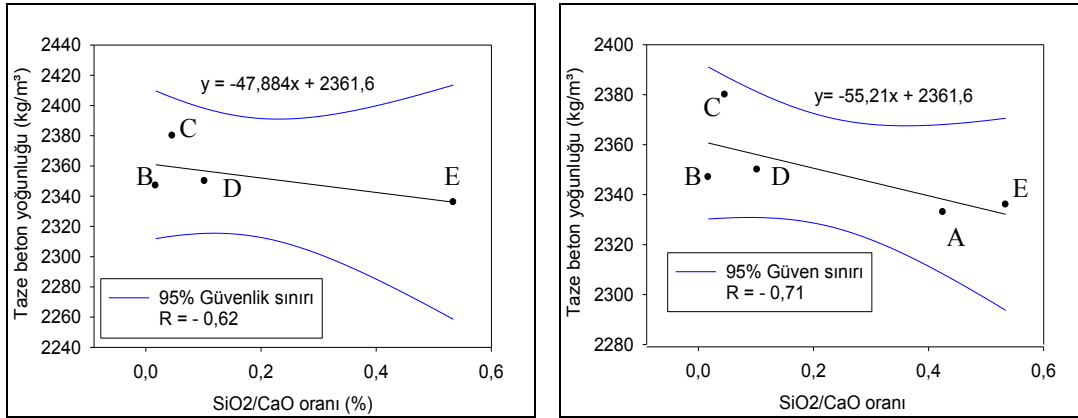 Taze beton yoğunluğu (kg/m³)
2440
2420
2400
2380
2360
2340
2320
2300
2280
2260
2240
y = -47,884x + 2361,6
C
B
D
E
95% Güvenlik sınırı
R = - 0,62
0,0
0,2
0,4
0,6
SiO2/CaO oranı (%)
Taze beton yoğunluğu (kg/m³)
2400
2380
2360
2340
2320
2300
2280
y= -55,21x + 2361,6
C
B
D
E
A
95% Güven sınırı
R = - 0,71
0,0
0,2
0,4
0,6
SiO2/CaO oranı